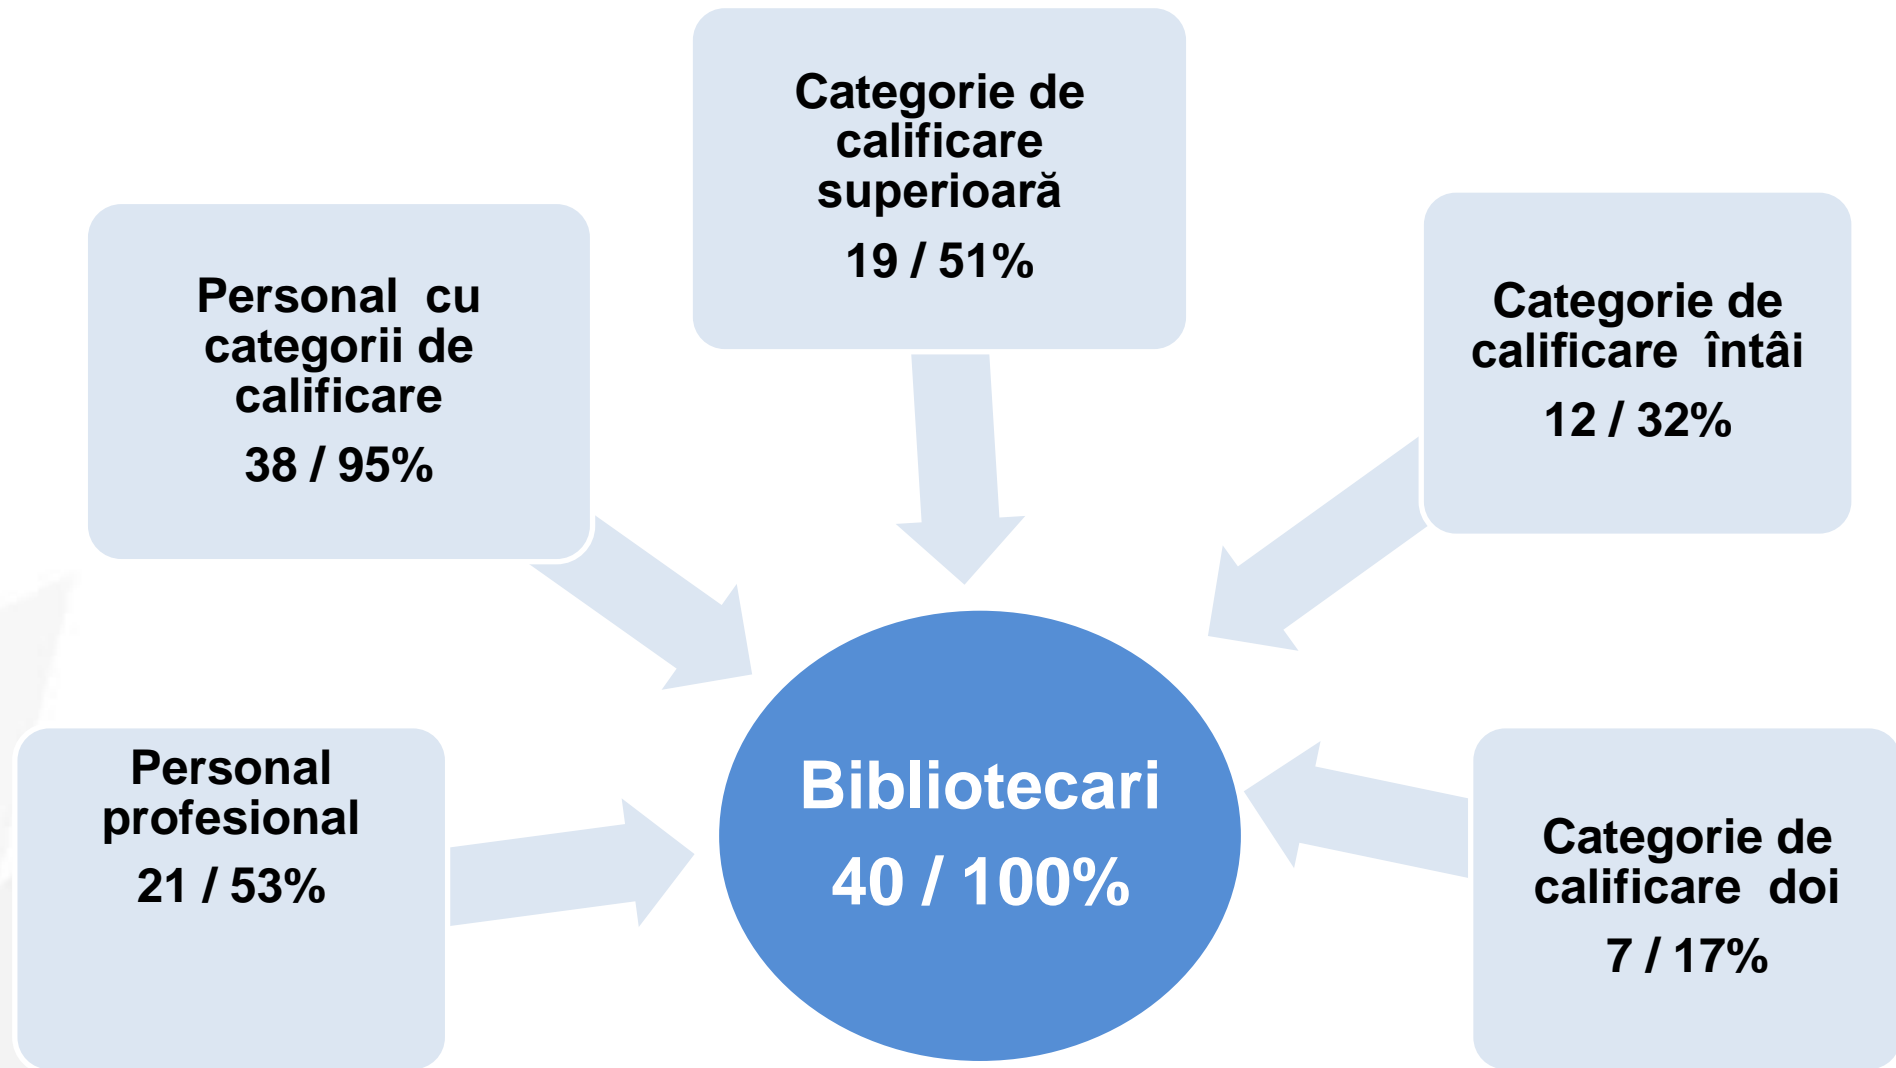 Categorie de
calificare
superioară
19 / 51%
Personal cu
categorii de
calificare
38 / 95%
Categorie de
calificare întâi
12 / 32%
Personal
profesional
21 / 53%
Bibliotecari
40 / 100%
Categorie de
calificare doi
7 / 17%